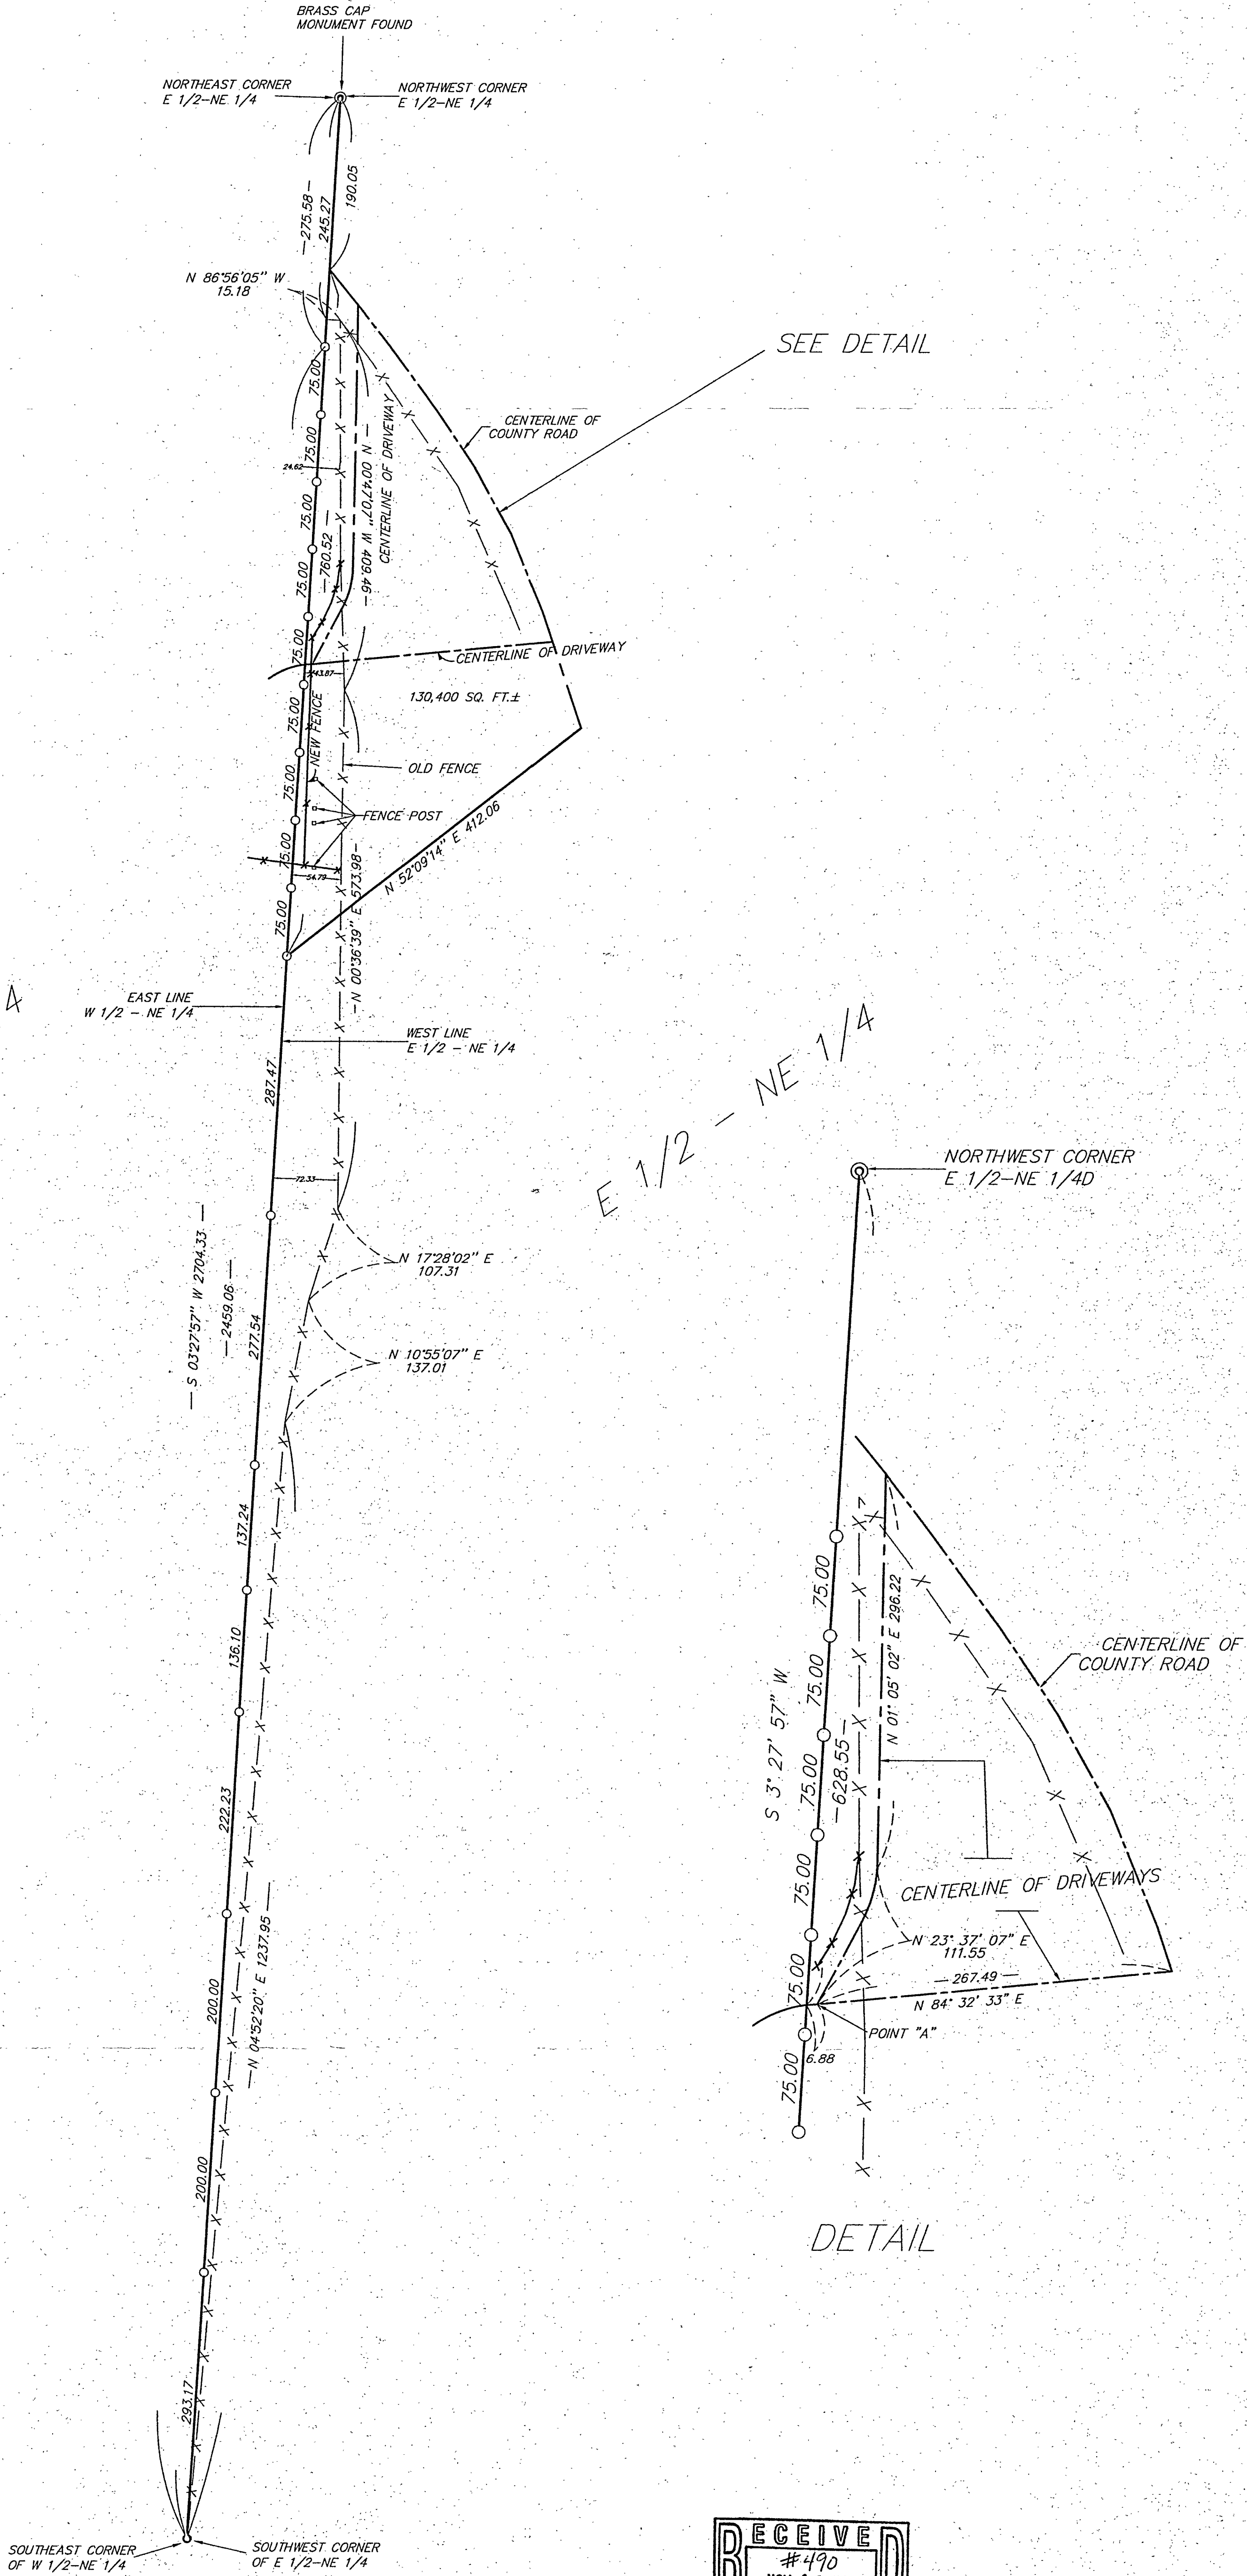 BRASS CAP
MONUMENT FOUND
NORTHEAST CORNER
E 1/2-NE 1/4
NORTHWEST CORNER
E 1/2-NE 1/4
-275.58-
245.27
190.05
N 86°56'05" W
15.18
SEE DETAIL
75.00
CENTERLINE OF
COUNTY ROAD
75.00
24.62
75.00
-N 00°47'07" W 409.46-
CENTERLINE OF DRIVEWAY
-760.52-
75.00
75.00
CENTERLINE OF DRIVEWAY
43.87
130,400 SQ. FT.±
75.00
NEW FENCE
OLD FENCE
75.00
FENCE POST
75.00
54.79
N 52°09'14" E 412.06
-N 00°36'39" E 573.98-
75.00
4
EAST LINE
W 1/2 - NE 1/4
WEST LINE
E 1/2 - NE 1/4
287.47
E 1/2 - NE 1/4
72.33
NORTHWEST CORNER
E 1/2-NE 1/4D
-S 03°27'57" W 2704.33-
-2459.06-
N 17°28'02" E
107.31
277.54
N 10°55'07" E
137.01
137.24
136.10
222.23
-N 04°52'20" E 1237.95-
200.00
200.00
293.17
SOUTHEAST CORNER
OF W 1/2-NE 1/4
SOUTHWEST CORNER
OF E 1/2-NE 1/4
75.00
N 01° 05' 02" E 296.22
CENTERLINE OF
COUNTY ROAD
75.00
S 3° 27' 57" W
-628.55-
75.00
75.00
CENTERLINE OF DRIVEWAYS
N 23° 37' 07" E
111.55
75.00
-267.49-
N 84° 32' 33" E
POINT "A"
6.88
75.00
DETAIL
RECEIVED
#490